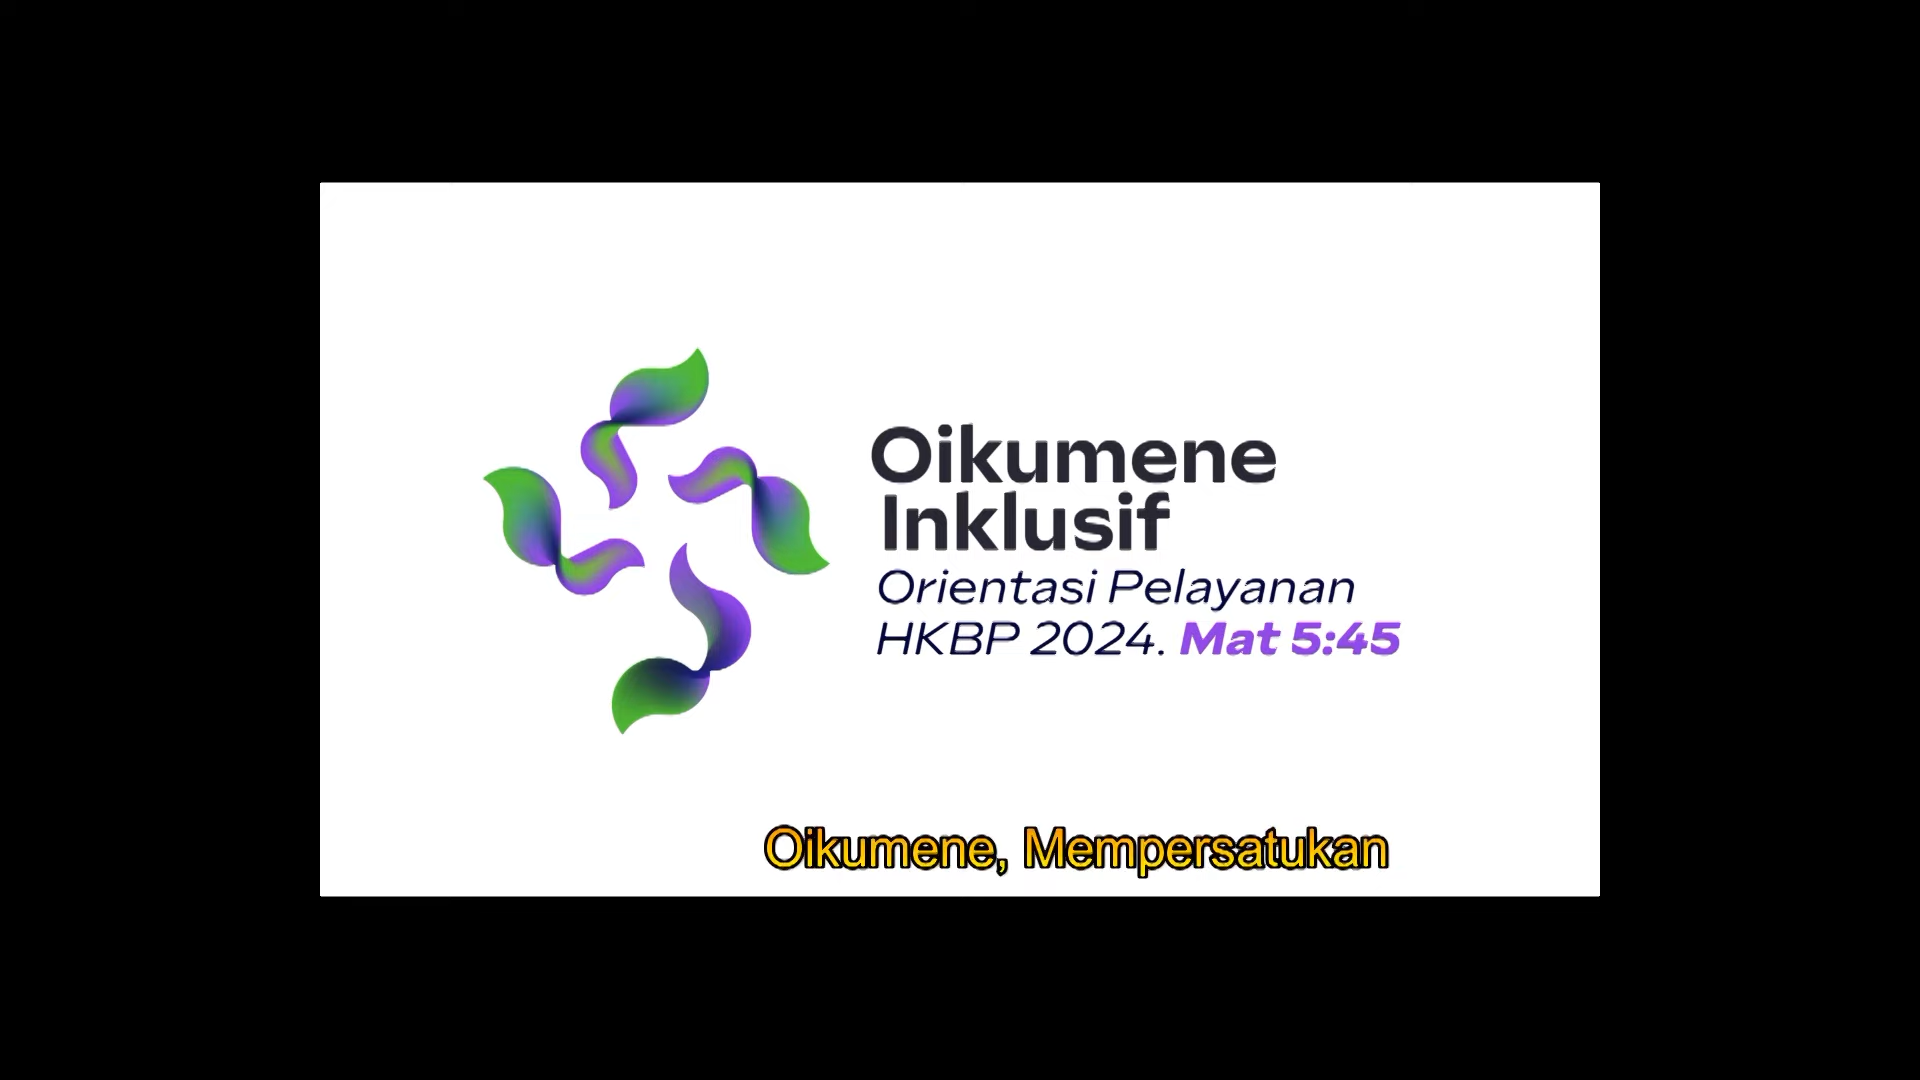 Oikumene
Inklusif
Orientasi Pelayanan
HKBP 2024. Mat 5:45
Oikumene, Mempersatukan